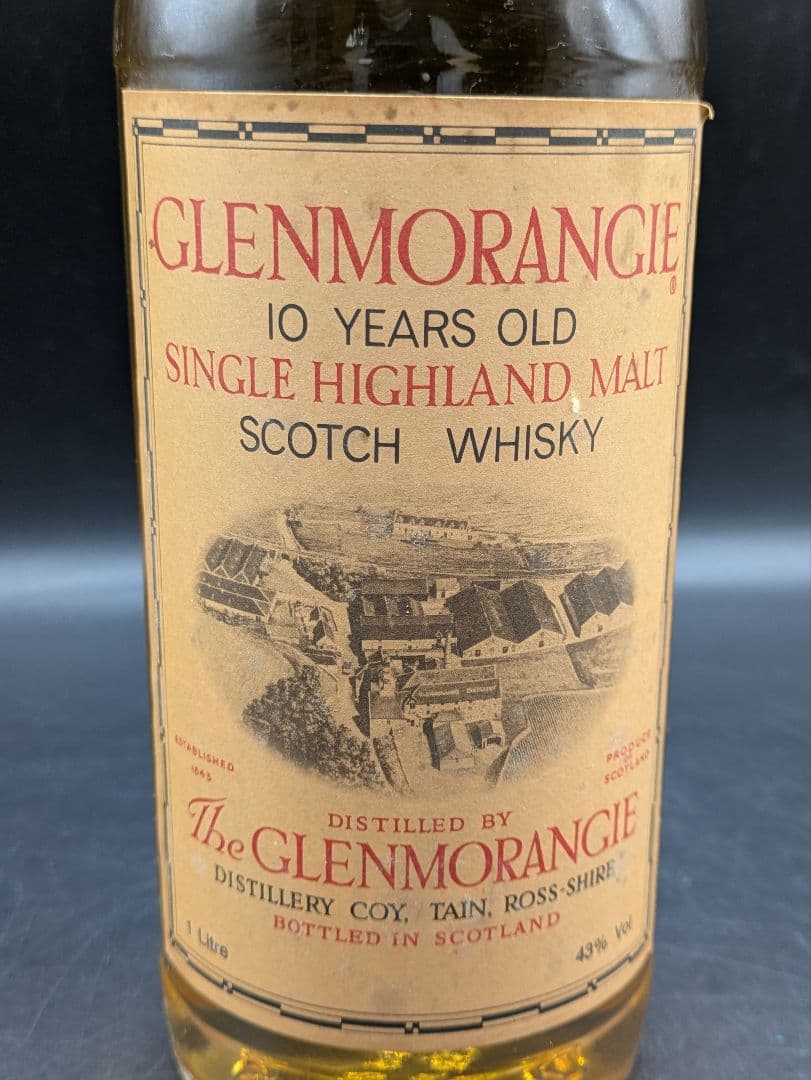 GLENMORANGIE
®
10 YEARS OLD
SINGLE HIGHLAND MALT
SCOTCH WHISKY
ESTABLISHED
1843
PRODUCE
OF
SCOTLAND
DISTILLED BY
The GLENMORANGIE
DISTILLERY COY, TAIN, ROSS-SHIRE
BOTTLED IN SCOTLAND
1 Litre
43% Vol